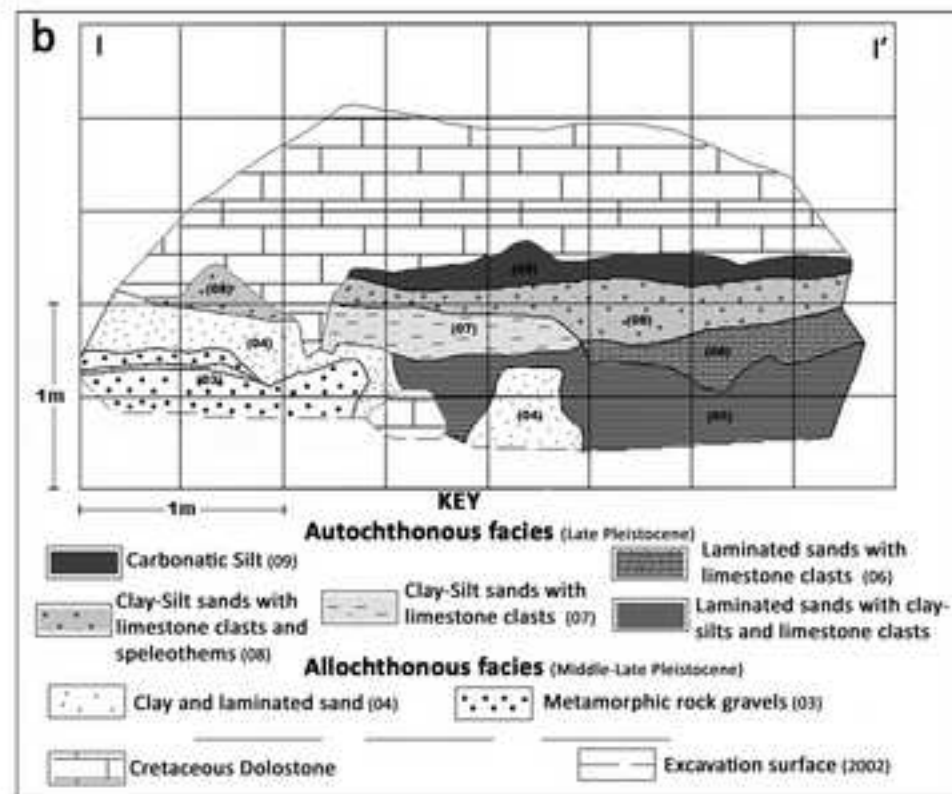 b I I'
(08)
(09)
(04)
(07)
(08)
(03)
(04)
1m
1m
KEY
Autochthonous facies (Late Pleistocene)
Carbonatic Silt (09)
Laminated sands with
limestone clasts (06)
Clay-Silt sands with
limestone clasts and
speleothems (08)
Clay-Silt sands with
limestone clasts (07)
Laminated sands with clay-
silts and limestone clasts
Allochthonous facies (Middle-Late Pleistocene)
Clay and laminated sand (04)
Metamorphic rock gravels (03)
Cretaceous Dolostone
Excavation surface (2002)